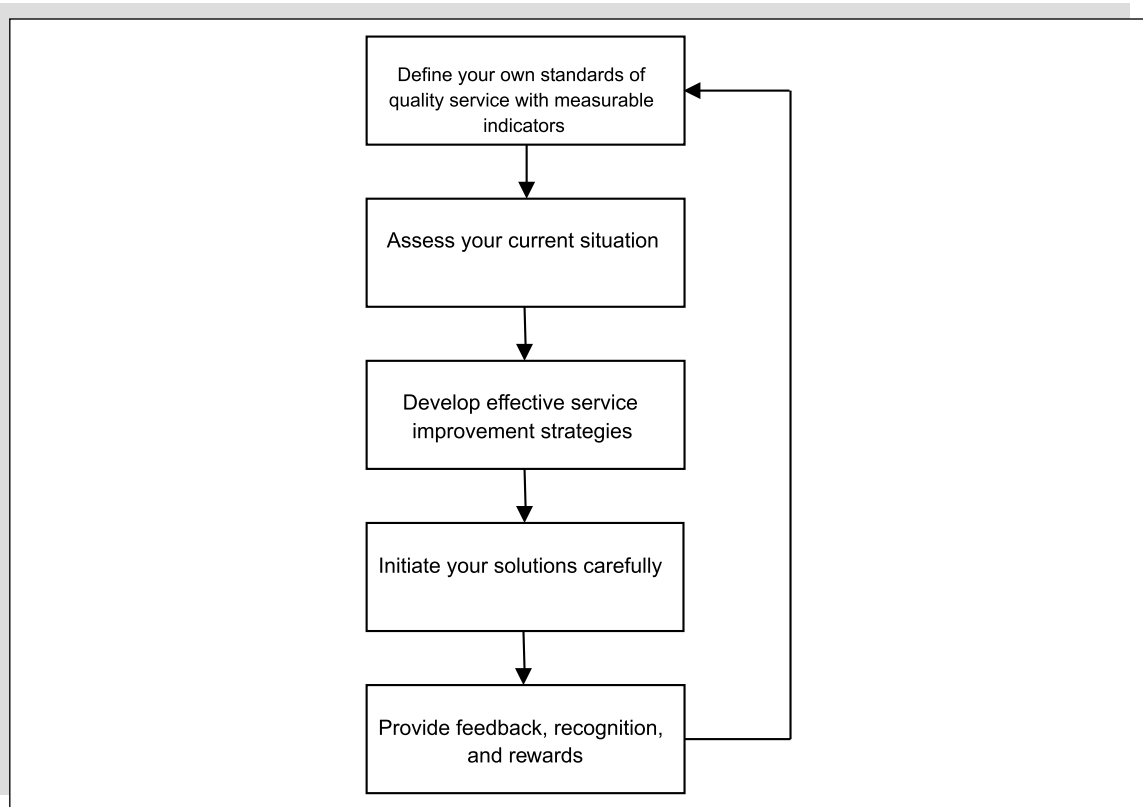 Define your own standards of
quality service with measurable
indicators
Assess your current situation
Develop effective service
improvement strategies
Initiate your solutions carefully
Provide feedback, recognition,
and rewards